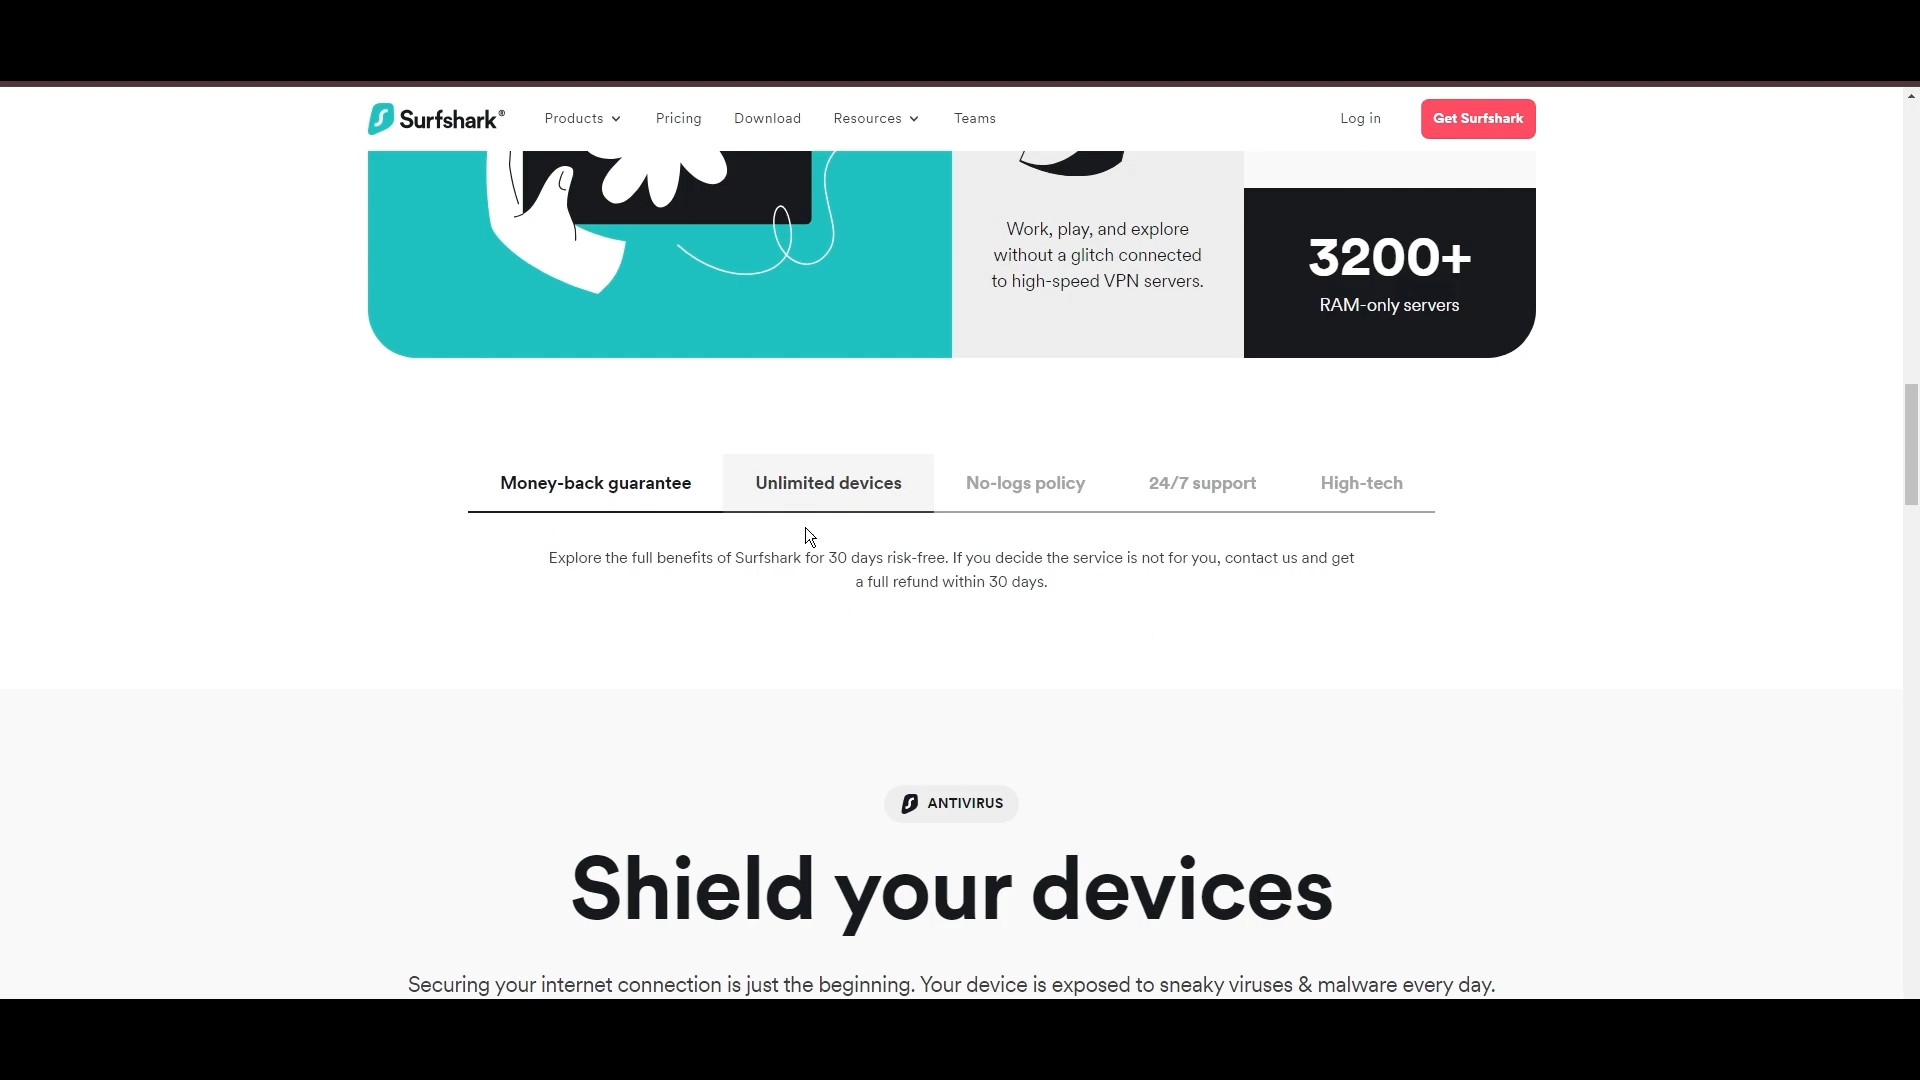 Surfshark®
Products
Pricing
Download
Resources
Teams
Log in
Get Surfshark
Work, play, and explore
without a glitch connected
to high-speed VPN servers.
3200+
RAM-only servers
Money-back guarantee
Unlimited devices
No-logs policy
24/7 support
High-tech
Explore the full benefits of Surfshark for 30 days risk-free. If you decide the service is not for you, contact us and get
a full refund within 30 days.
ANTIVIRUS
Shield your devices
Securing your internet connection is just the beginning. Your device is exposed to sneaky viruses & malware every day.